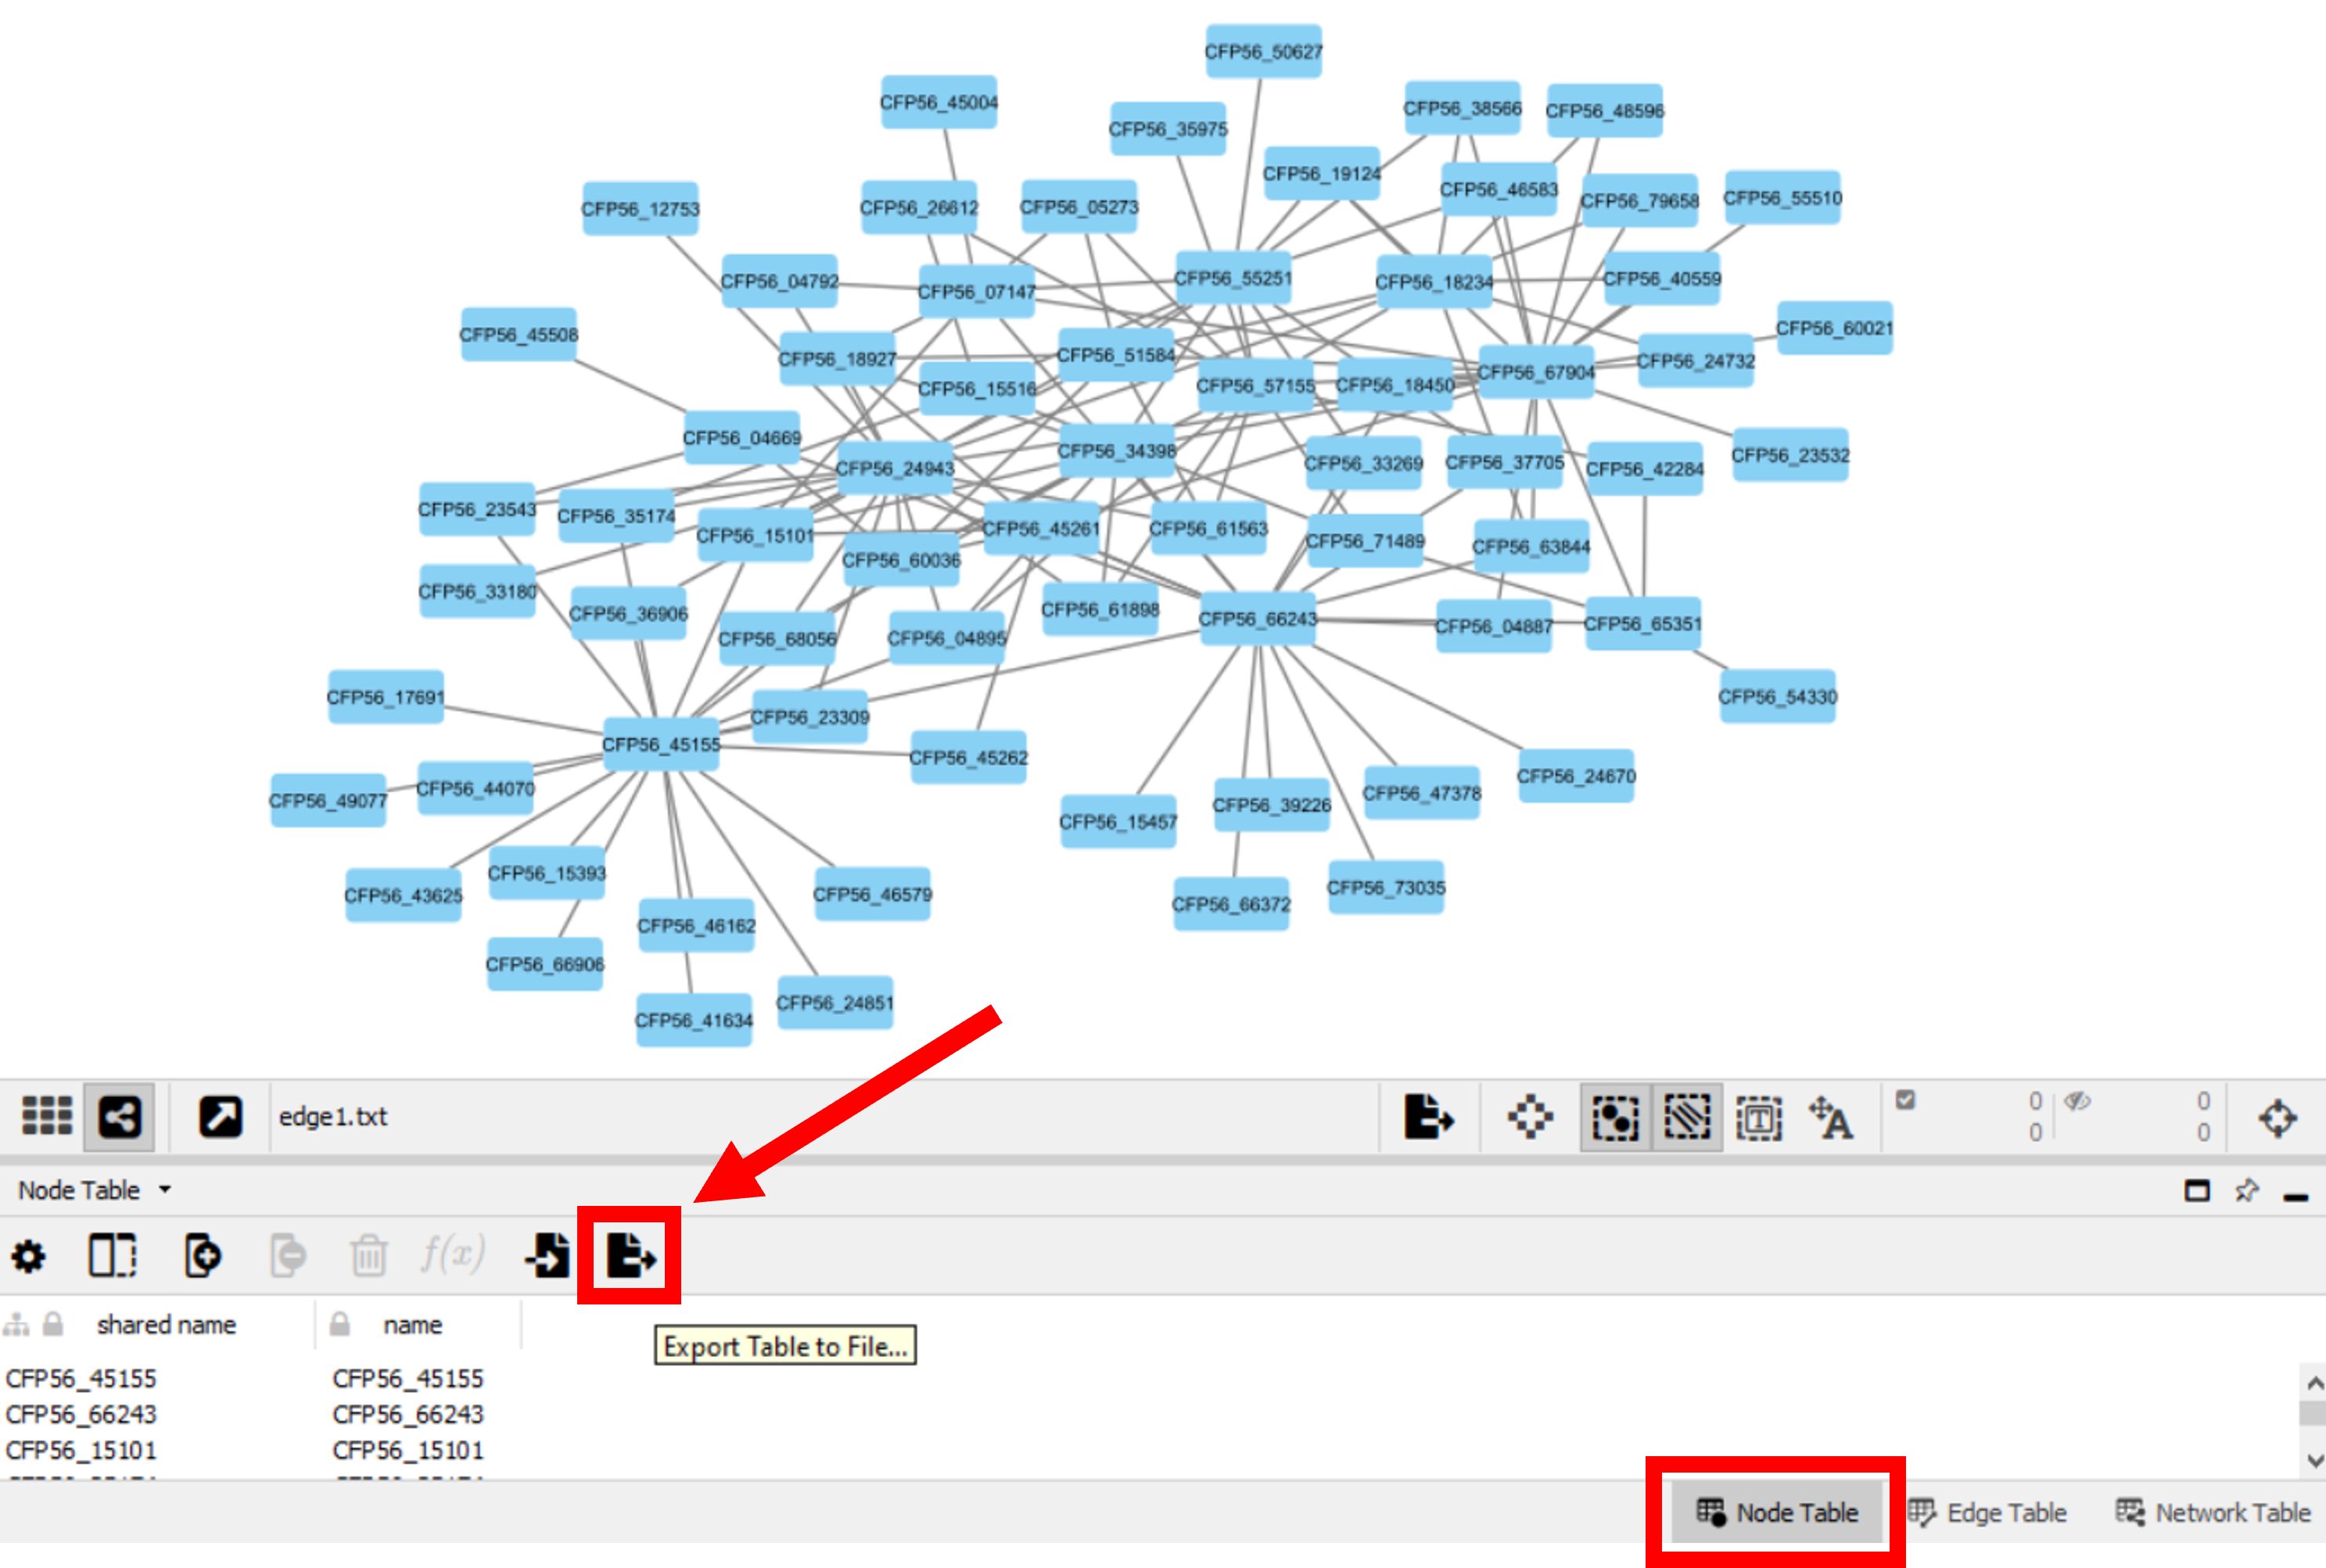 CFP56_50627
CFP56_45004
CFP56_38566
CFP56_48596
CFP56_35975
CFP56_19124
CFP56_46583
CFP56_55510
CFP56_79658
CFP56_12753
CFP56_26612
CFP56_05273
CFP56_04792
CFP56_07147
CFP56_55251
CFP56_18234
CFP56_40559
CFP56_45508
CFP56_60021
CFP56_18927
CFP56_51584
CFP56_24732
CFP56_15516
CFP56_57155
CFP56_18450
CFP56_67904
CFP56_04669
CFP56_24943
CFP56_34398
CFP56_33269
CFP56_37705
CFP56_42284
CFP56_23532
CFP56_23543
CFP56_35174
CFP56_15101
CFP56_45261
CFP56_61563
CFP56_71489
CFP56_63844
CFP56_60036
CFP56_33180
CFP56_36906
CFP56_68056
CFP56_04895
CFP56_61898
CFP56_66243
CFP56_04887
CFP56_65351
CFP56_17691
CFP56_54330
CFP56_23309
CFP56_45155
CFP56_45262
CFP56_49077
CFP56_44070
CFP56_24670
CFP56_47378
CFP56_39226
CFP56_15457
CFP56_43625
CFP56_15393
CFP56_46579
CFP56_73035
CFP56_66372
CFP56_46162
CFP56_66906
CFP56_24851
CFP56_41634
edge1.txt
T
A
0 0
0 0
Node Table
f(x)
shared name name
Export Table to File...
CFP56_45155 CFP56_45155
CFP56_66243 CFP56_66243
CFP56_15101 CFP56_15101
Node Table Edge Table Network Table